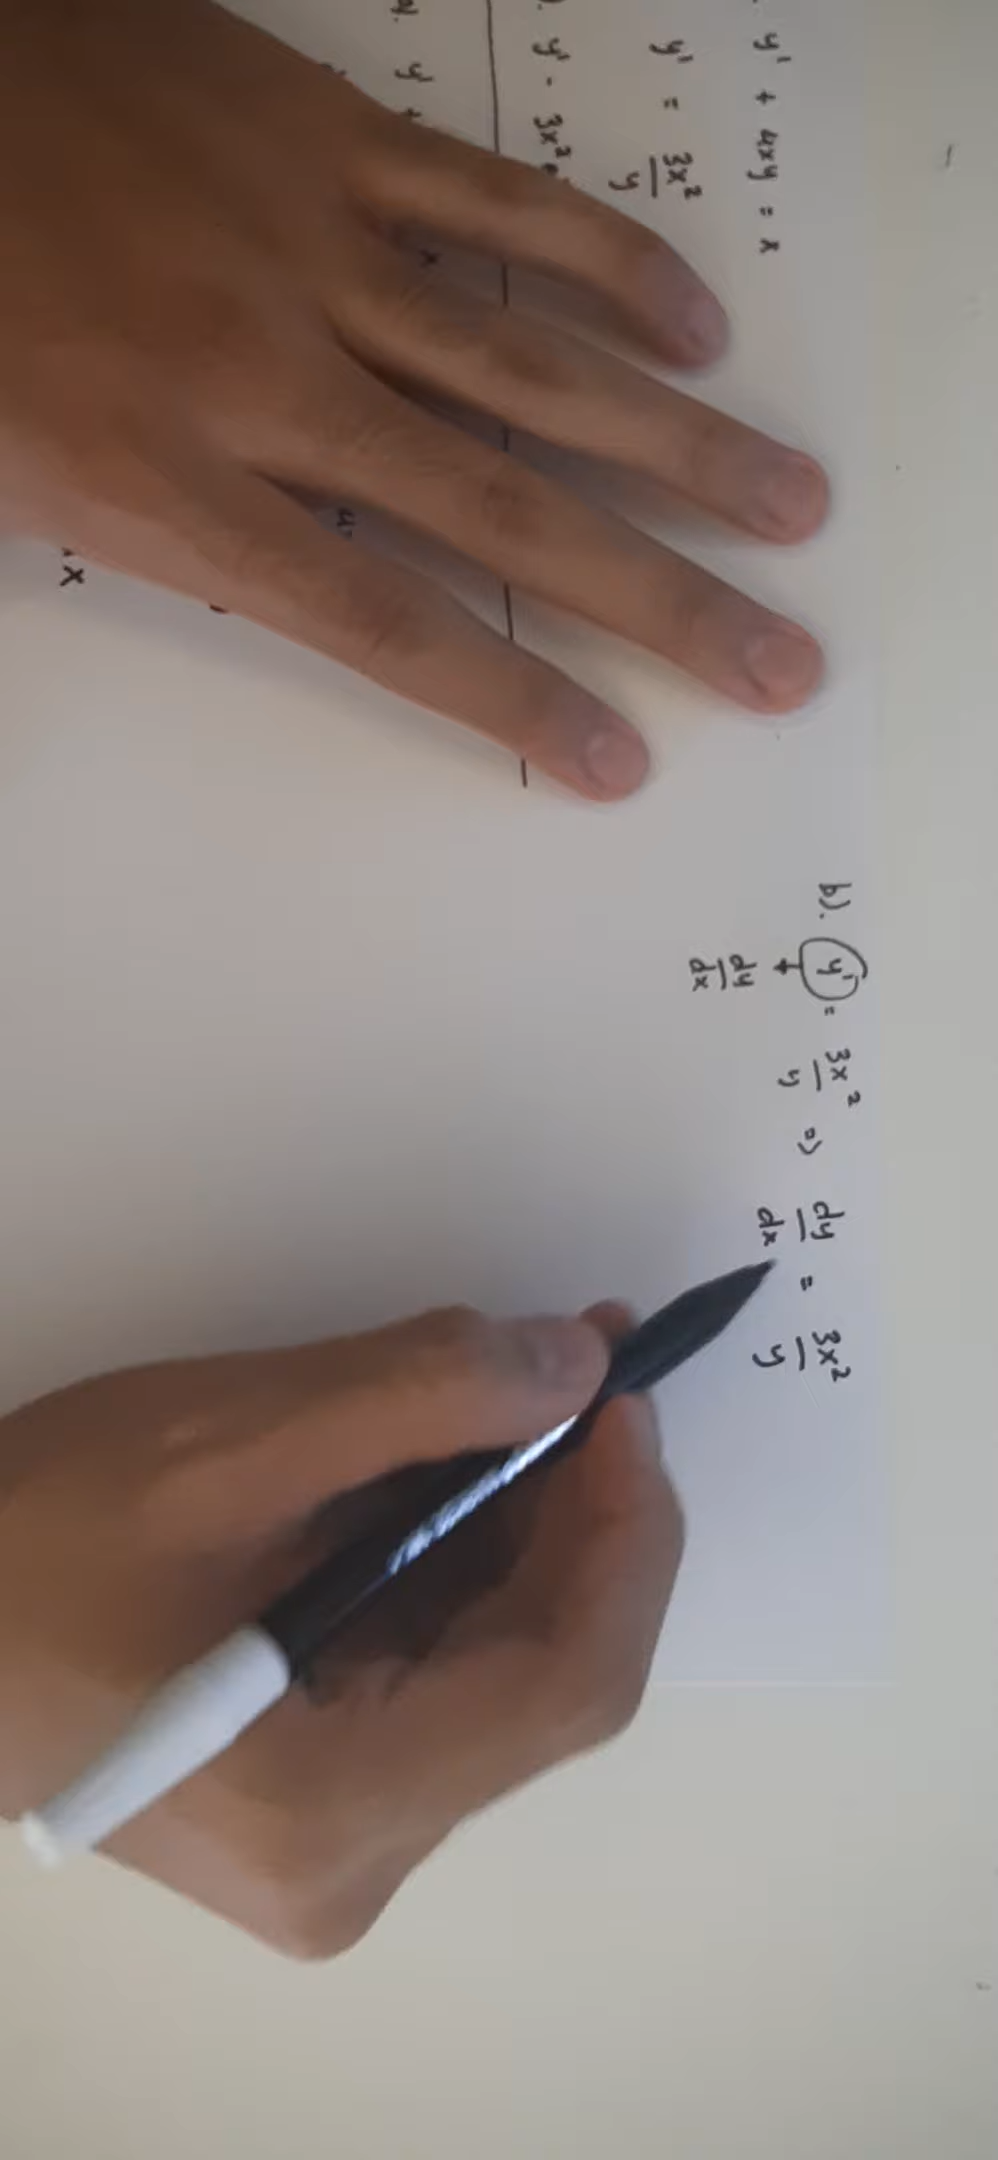 y' + 4xy = x
y' = 3x²/y
y' - 3x²
y'
x
b). y' = 3x²/y => dy/dx = 3x²/y
dy/dx